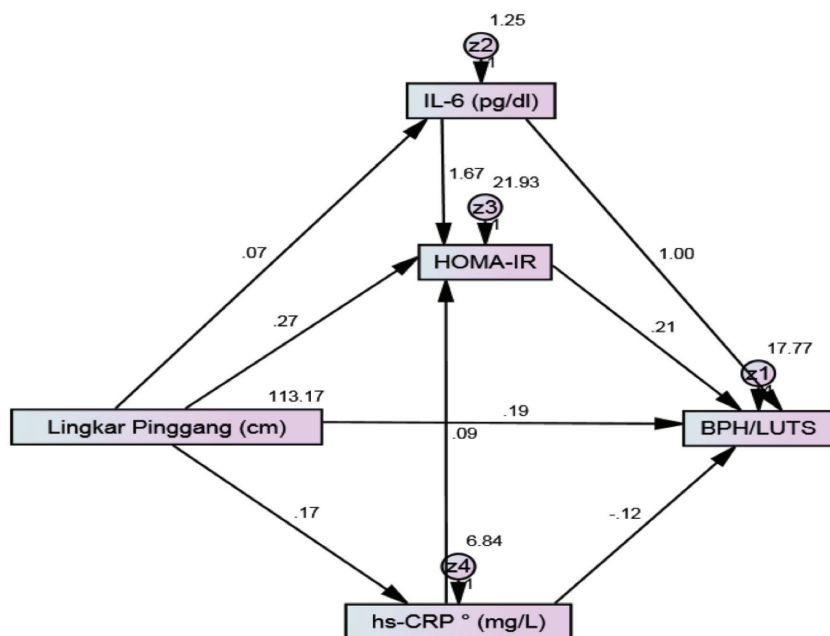 1.25
z2
1
IL-6 (pg/dl)
1.67
21.93
z3
1
.07
HOMA-IR
1.00
.27
.21
17.77
z1
1
113.17
Lingkar Pinggang (cm)
.19
BPH/LUTS
.09
.17
-.12
6.84
z4
1
hs-CRP ° (mg/L)